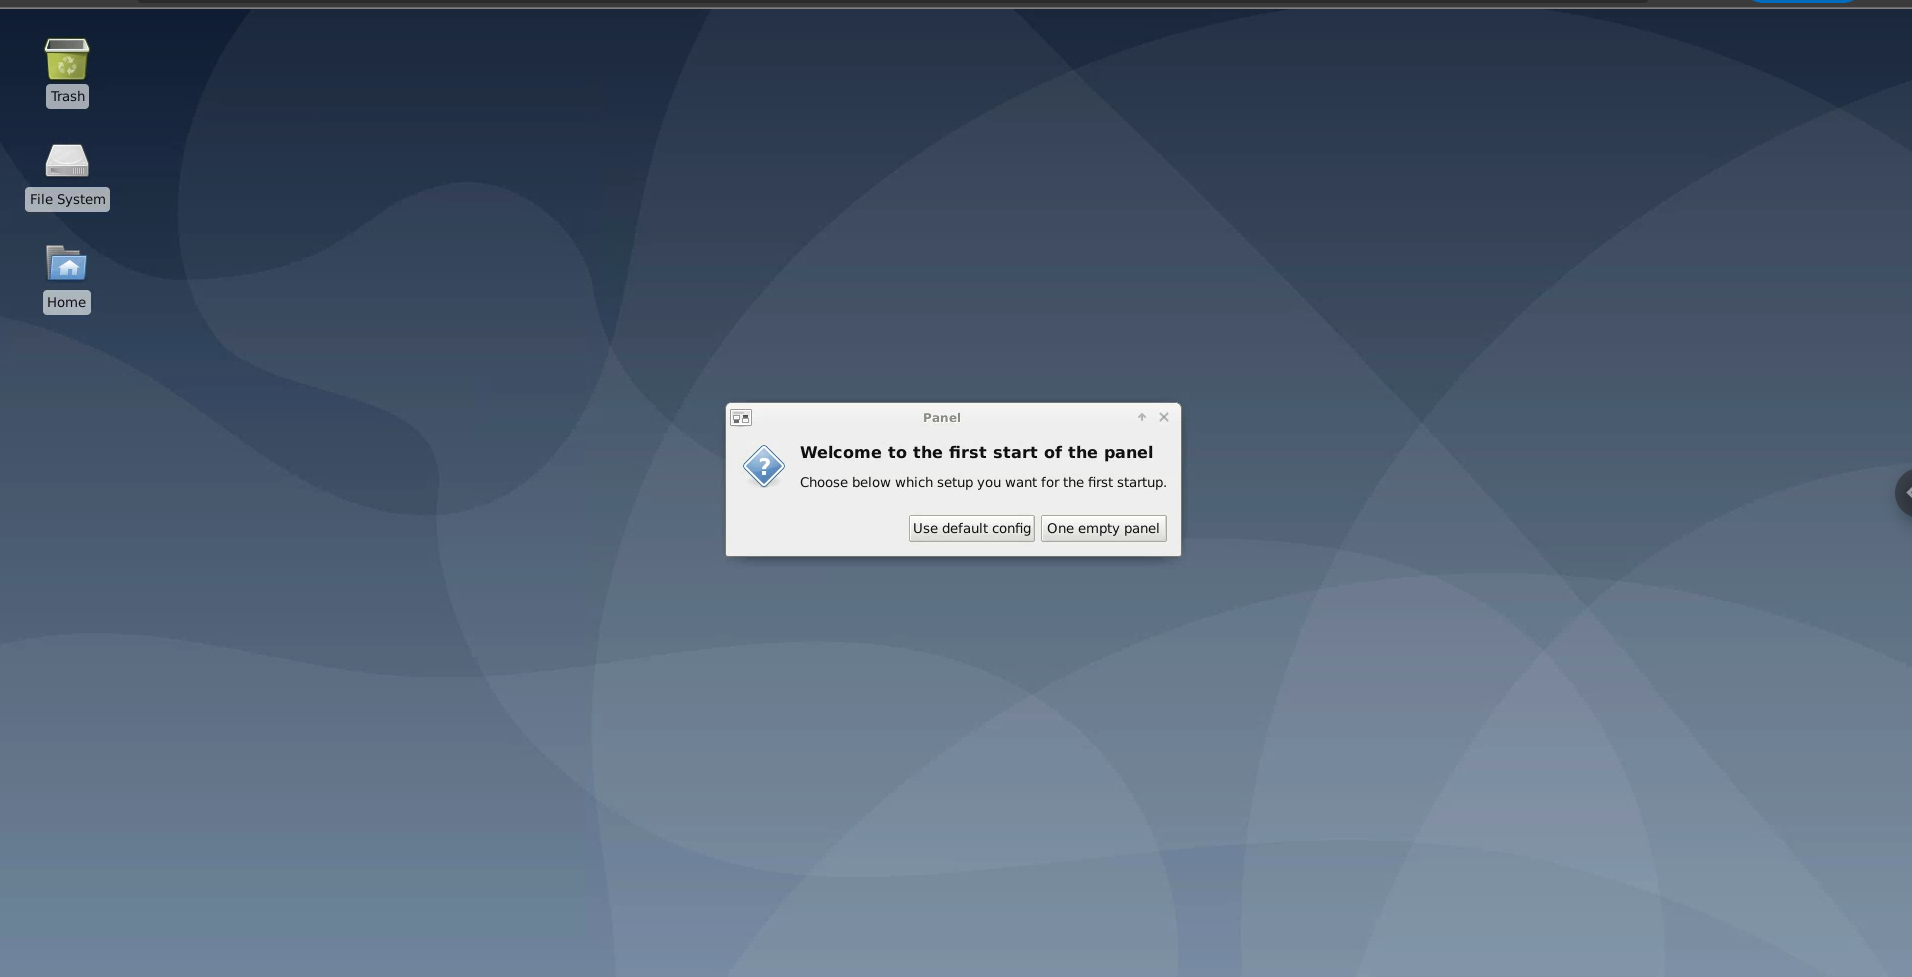 Trash
File System
Home
Panel
Welcome to the first start of the panel
Choose below which setup you want for the first startup.
Use default config One empty panel